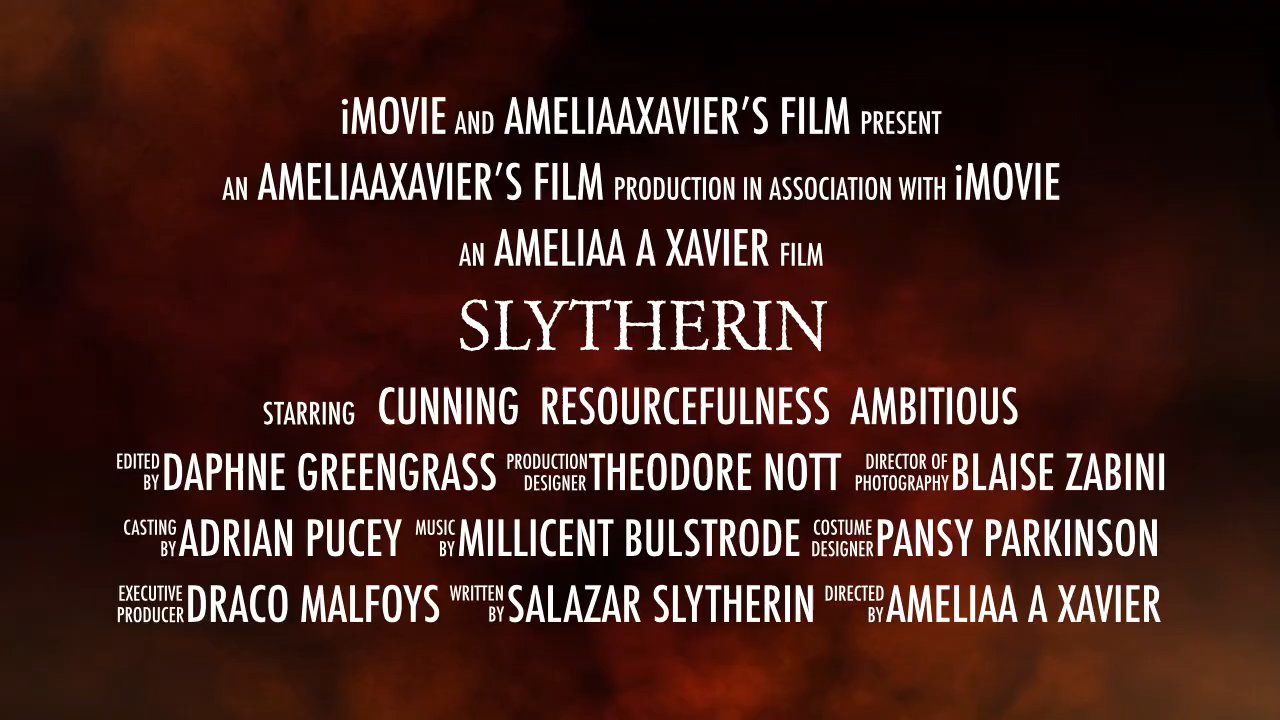 iMOVIE AND AMELIAAXAVIER'S FILM PRESENT
AN AMELIAAXAVIER'S FILM PRODUCTION IN ASSOCIATION WITH iMOVIE
AN AMELIAA A XAVIER FILM
SLYTHERIN
STARRING CUNNING RESOURCEFULNESS AMBITIOUS
EDITED BY DAPHNE GREENGRASS PRODUCTION DESIGNER THEODORE NOTT DIRECTOR OF PHOTOGRAPHY BLAISE ZABINI
CASTING BY ADRIAN PUCEY MUSIC BY MILLICENT BULSTRODE COSTUME DESIGNER PANSY PARKINSON
EXECUTIVE PRODUCER DRACO MALFOYS WRITTEN BY SALAZAR SLYTHERIN DIRECTED BY AMELIAA A XAVIER